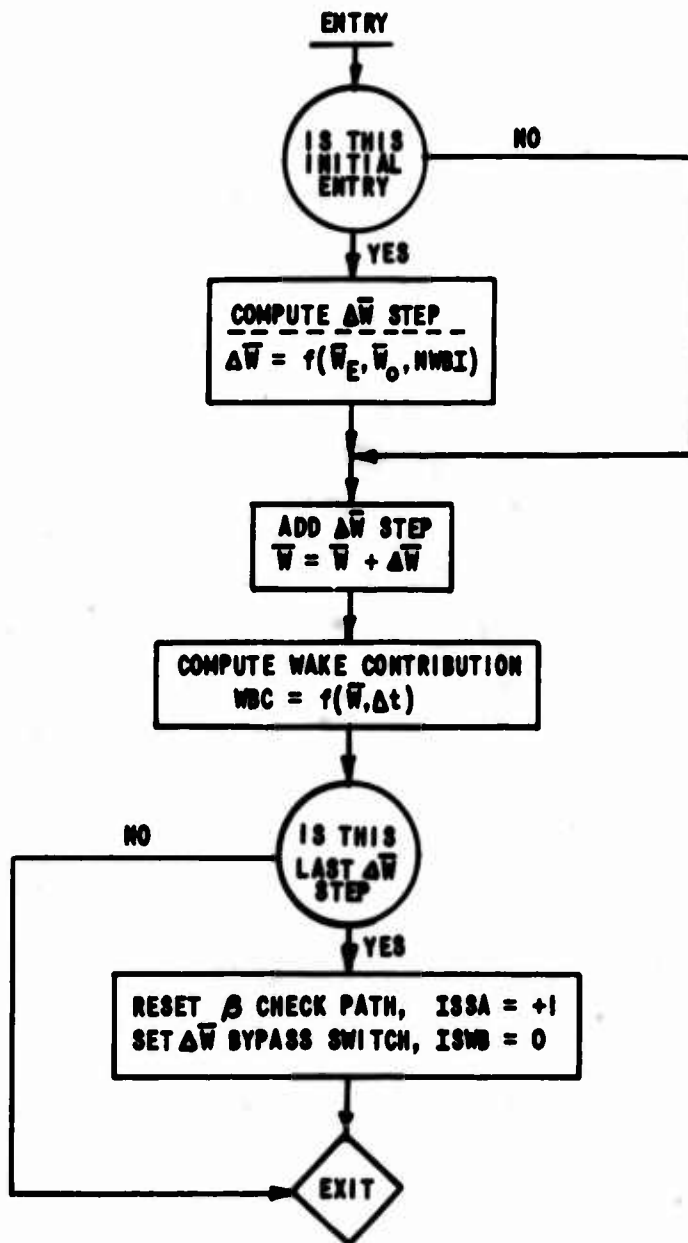 ENTRY
IS THIS
INITIAL
ENTRY
NO
YES
COMPUTE ΔW̅ STEP
ΔW̅ = f(W̅_E, W̅_O, NWBI)
ADD ΔW̅ STEP
W̅ = W̅ + ΔW̅
COMPUTE WAKE CONTRIBUTION
WBC = f(W̅,Δt)
NO
IS THIS
LAST ΔW̅
STEP
YES
RESET β CHECK PATH, ISSA = +1
SET ΔW̅ BYPASS SWITCH, ISWB = 0
EXIT